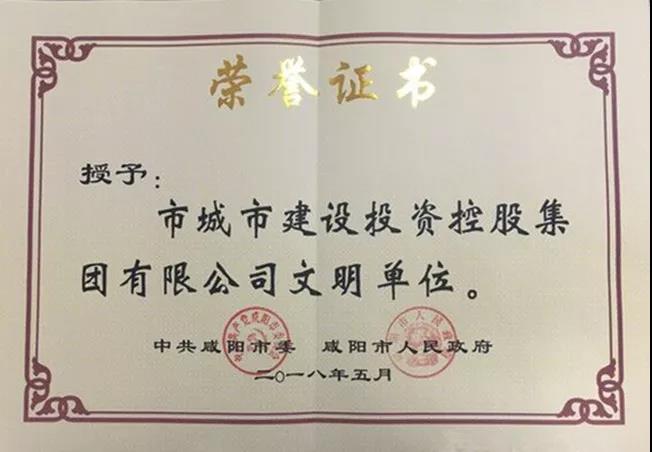 荣誉证书
授予：
市城市建设投资控股集
团有限公司文明单位。
中共咸阳市委 咸阳市人民政府
二〇一八年五月